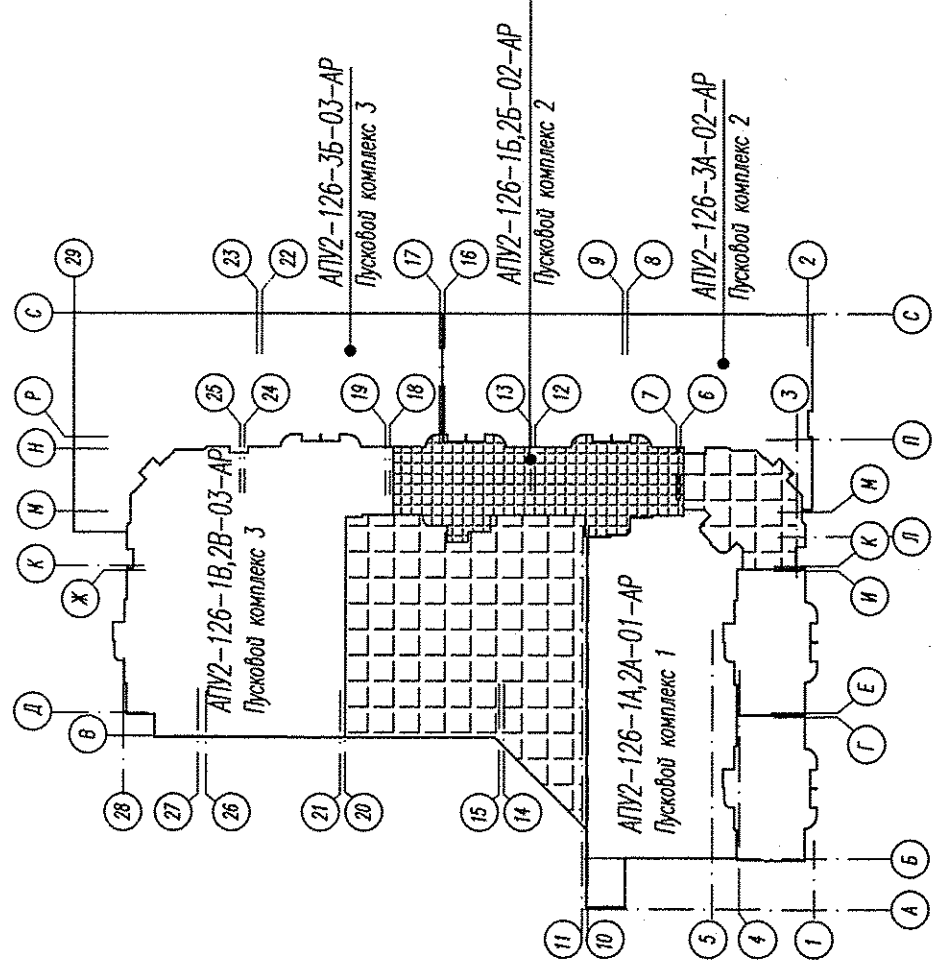 29
С
Р
Н
М
К
Ж
Д
В
28
27
26
25
24
23
22
21
20
19
18
17
16
15
14
13
12
11
10
9
8
7
6
5
4
3
2
1
АПУ2-126-3Б-03-АР
Пусковой комплекс 3
АПУ2-126-1Б,2Б-02-АР
Пусковой комплекс 2
АПУ2-126-3А-02-АР
Пусковой комплекс 2
АПУ2-126-1В,2В-03-АР
Пусковой комплекс 3
АПУ2-126-1А,2А-01-АР
Пусковой комплекс 1
С
П
М
Л
К
И
Е
Г
Б
А